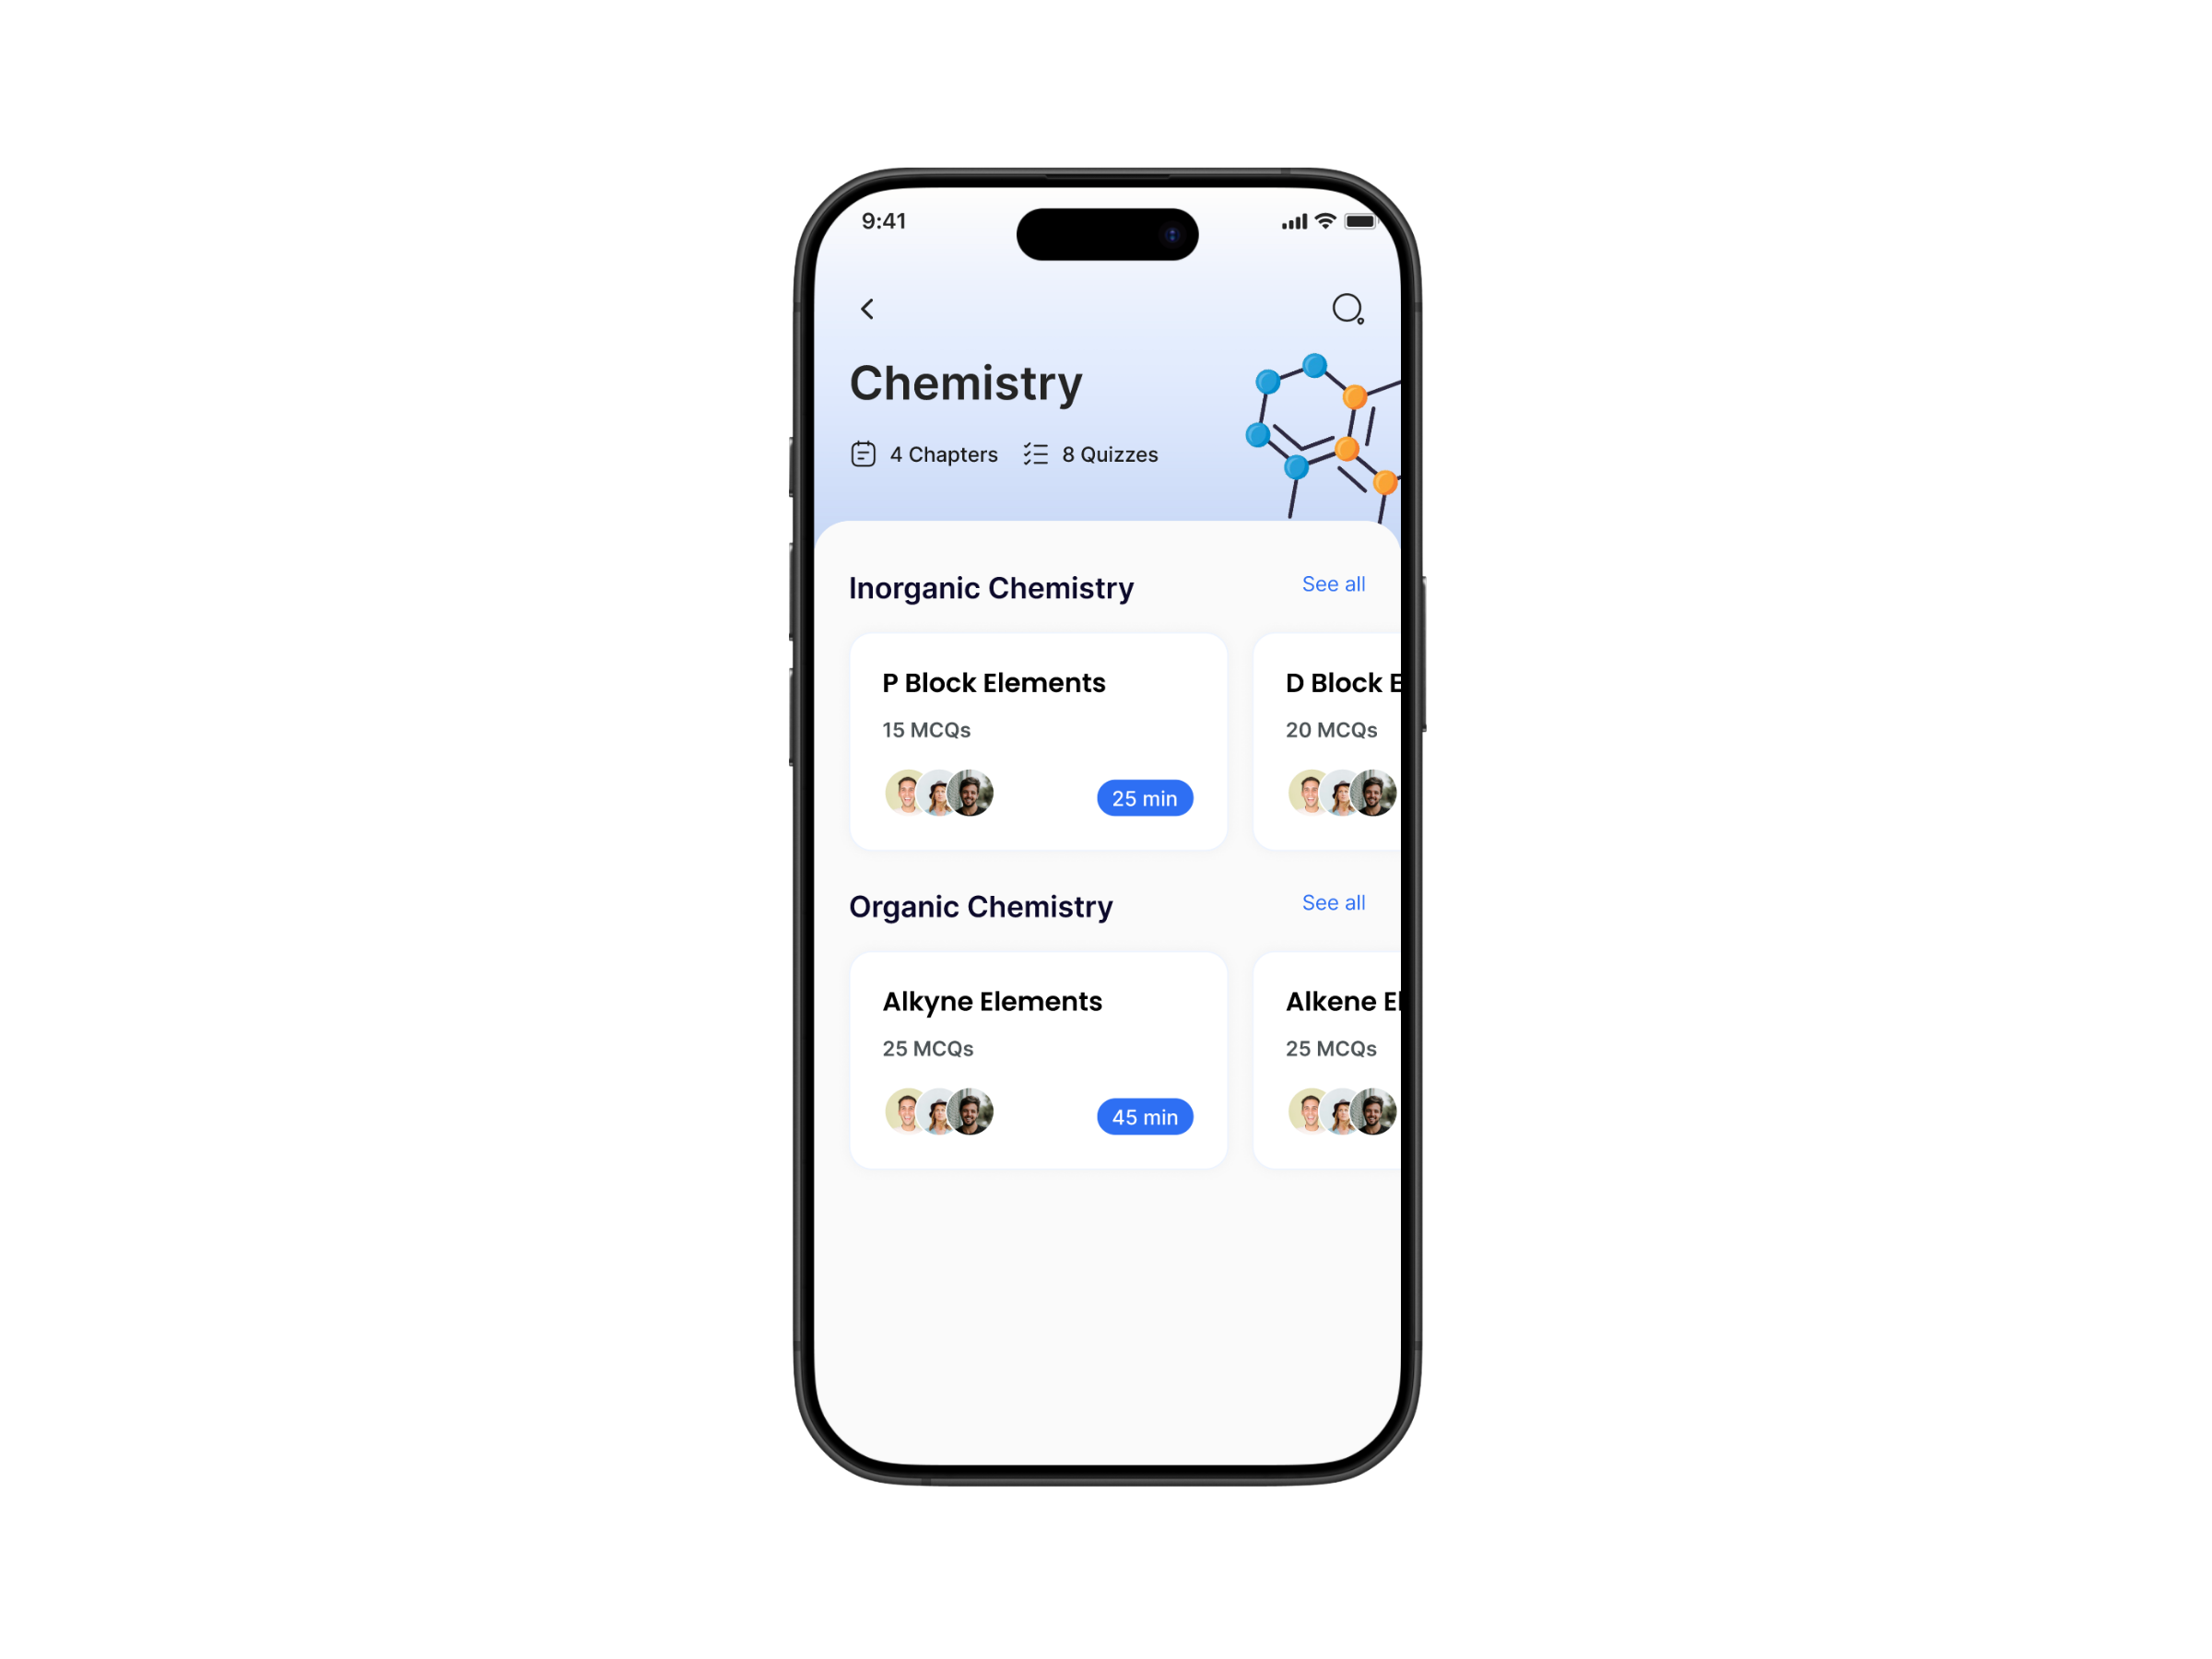 9:41
Chemistry
4 Chapters 8 Quizzes
Inorganic Chemistry See all
P Block Elements D Block E
15 MCQs 20 MCQs
25 min
Organic Chemistry See all
Alkyne Elements Alkene El
25 MCQs 25 MCQs
45 min